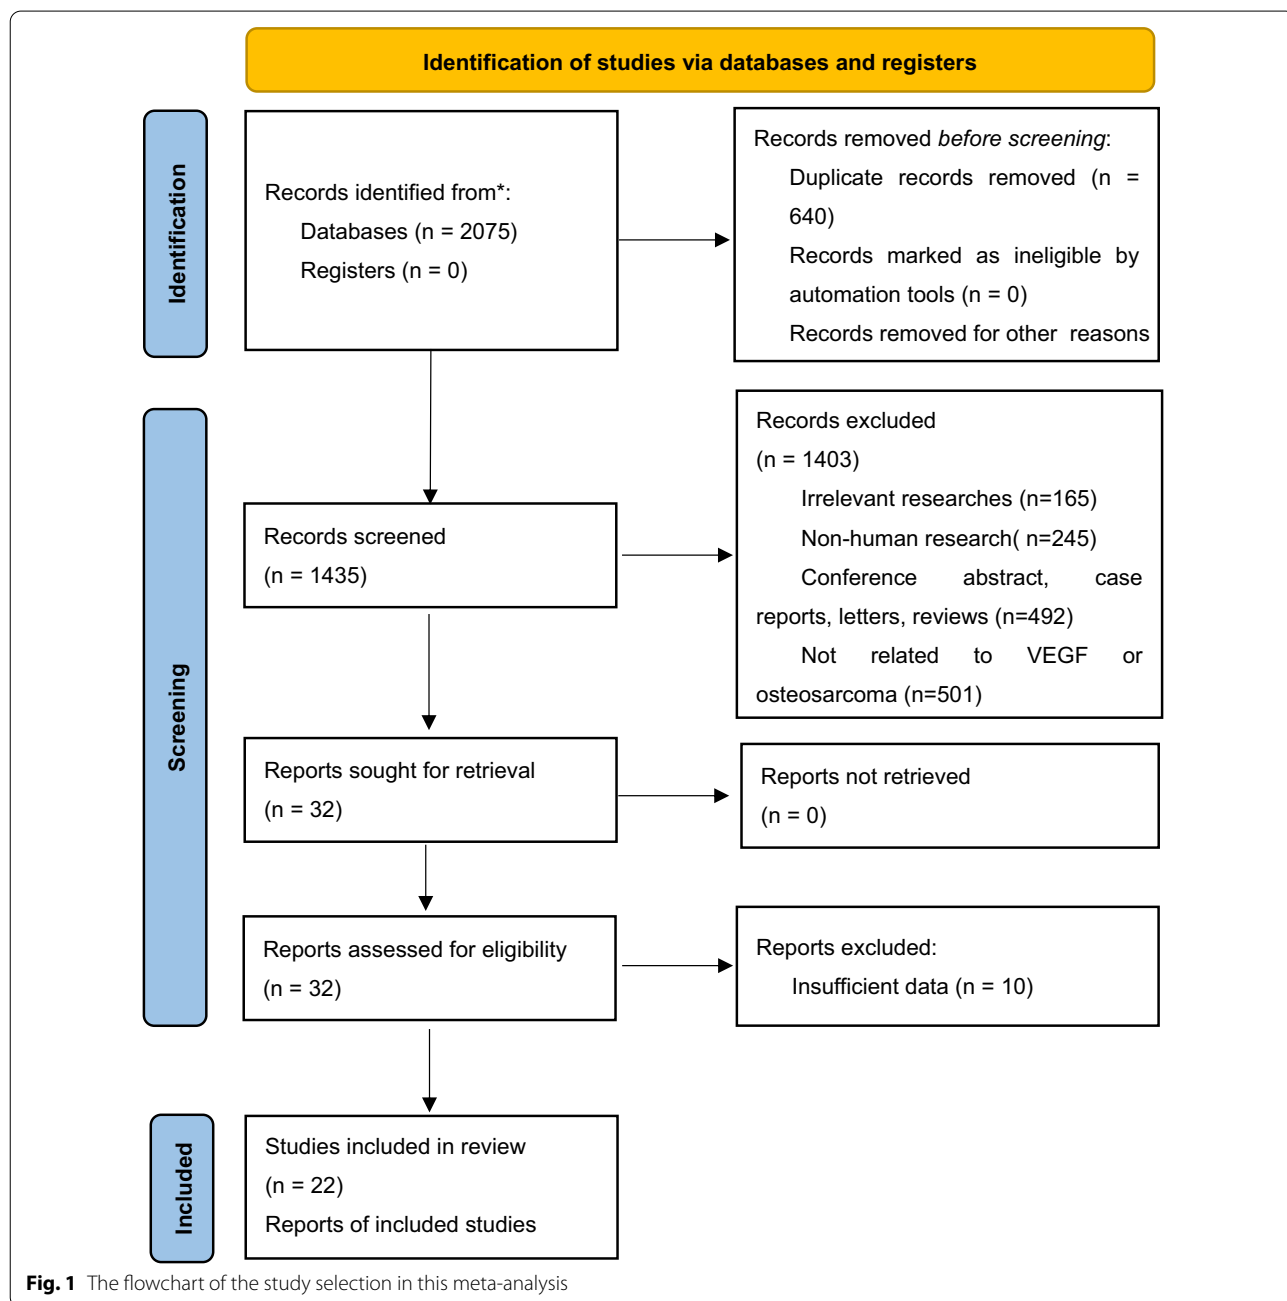 Identification of studies via databases and registers
Identification
Records identified from*:
Databases (n = 2075)
Registers (n = 0)
Records removed before screening:
Duplicate records removed (n =
640)
Records marked as ineligible by
automation tools (n = 0)
Records removed for other reasons
Screening
Records screened
(n = 1435)
Records excluded
(n = 1403)
Irrelevant researches (n=165)
Non-human research( n=245)
Conference abstract, case
reports, letters, reviews (n=492)
Not related to VEGF or
osteosarcoma (n=501)
Reports sought for retrieval
(n = 32)
Reports not retrieved
(n = 0)
Reports assessed for eligibility
(n = 32)
Reports excluded:
Insufficient data (n = 10)
Included
Studies included in review
(n = 22)
Reports of included studies
Fig. 1 The flowchart of the study selection in this meta-analysis